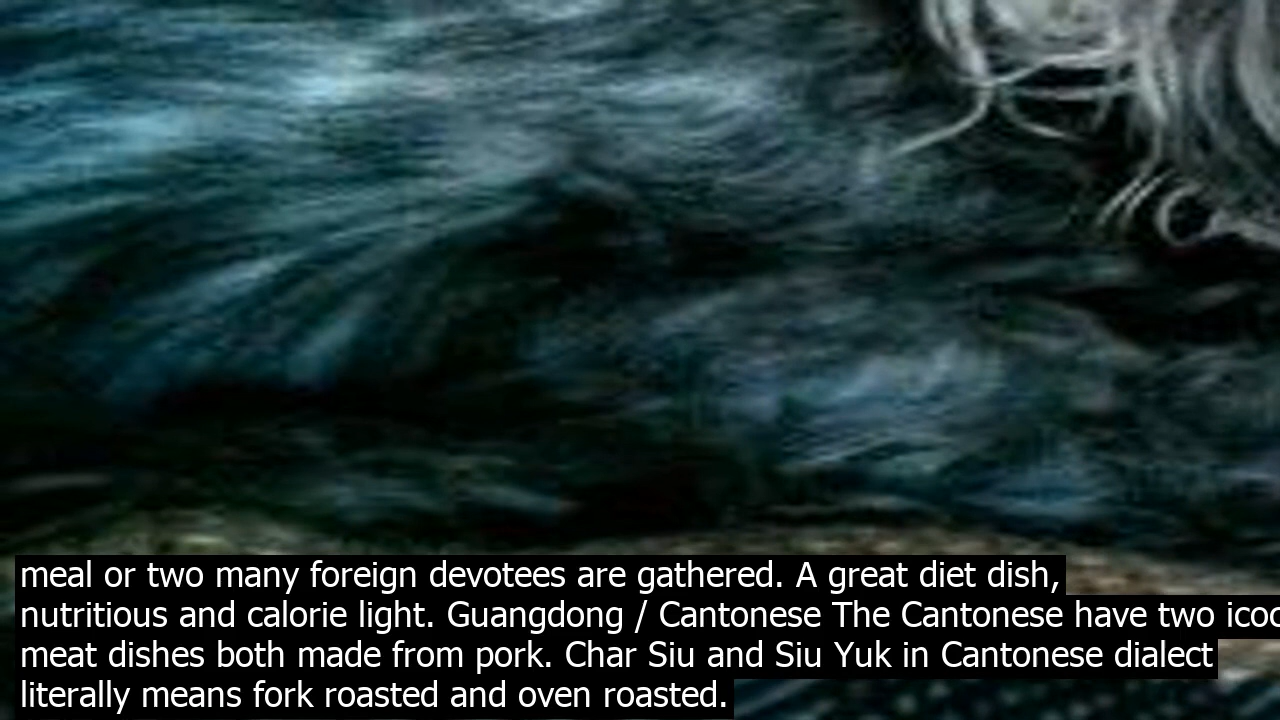 meal or two many foreign devotees are gathered. A great diet dish,
nutritious and calorie light. Guangdong / Cantonese The Cantonese have two
meat dishes both made from pork. Char Siu and Siu Yuk in Cantonese dialect
literally means fork roasted and oven roasted.